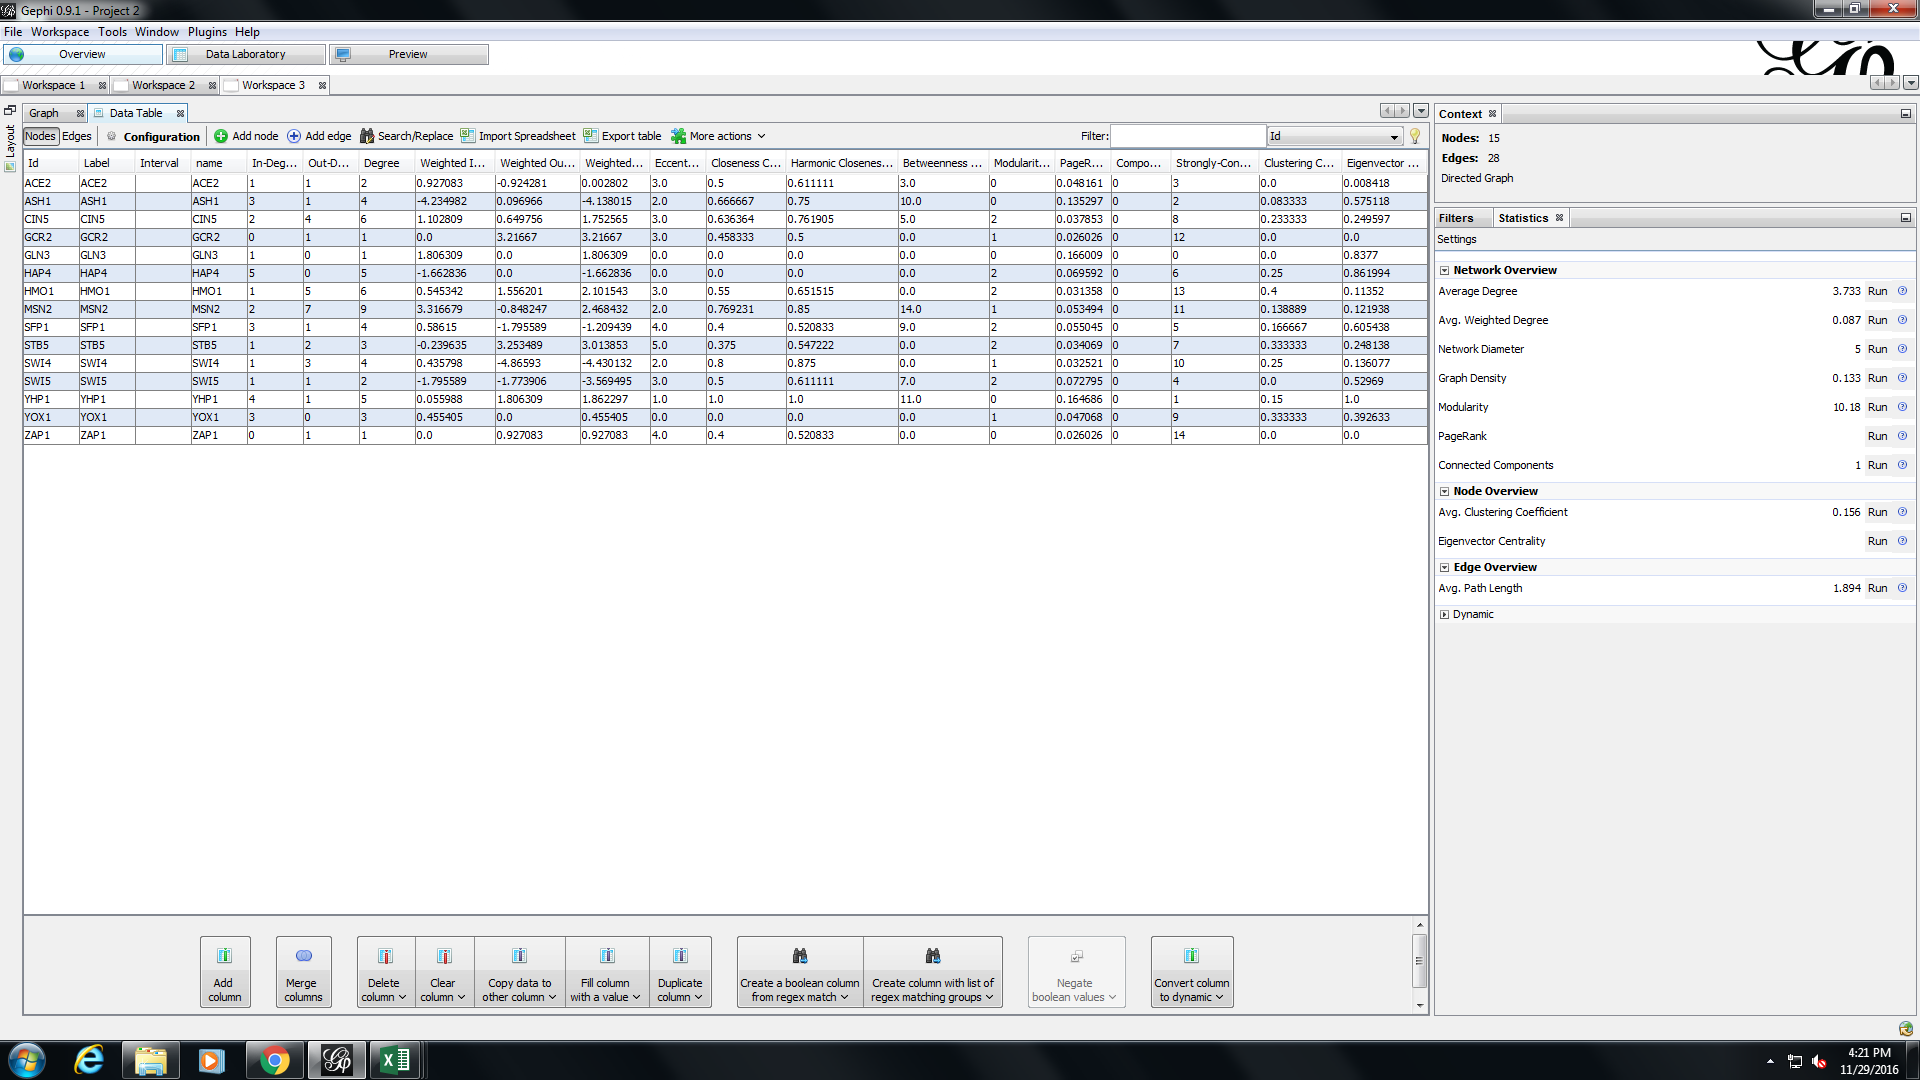 Gephi 0.9.1 - Project 2
File Workspace Tools Window Plugins Help
Overview Data Laboratory Preview
Workspace 1 Workspace 2 Workspace 3
Layout
Graph Data Table
Nodes Edges Configuration Add node Add edge Search/Replace Import Spreadsheet Export table More actions Filter: Id
Id Label Interval name In-Deg... Out-D... Degree Weighted I... Weighted Ou... Weighted... Eccent... Closeness C... Harmonic Closenes... Betweenness ... Modularit... PageR... Compo... Strongly-Con... Clustering C... Eigenvector ...
ACE2 ACE2 ACE2 1 1 2 0.927083 -0.924281 0.002802 3.0 0.5 0.611111 3.0 0 0.048161 0 3 0.0 0.008418
ASH1 ASH1 ASH1 3 1 4 -4.234982 0.096966 -4.138015 2.0 0.666667 0.75 10.0 0 0.135297 0 2 0.083333 0.575118
CIN5 CIN5 CIN5 2 4 6 1.102809 0.649756 1.752565 3.0 0.636364 0.761905 5.0 2 0.037853 0 8 0.233333 0.249597
GCR2 GCR2 GCR2 0 1 1 0.0 3.21667 3.21667 3.0 0.458333 0.5 0.0 1 0.026026 0 12 0.0 0.0
GLN3 GLN3 GLN3 1 0 1 1.806309 0.0 1.806309 0.0 0.0 0.0 0.0 0 0.166009 0 0 0.0 0.8377
HAP4 HAP4 HAP4 5 0 5 -1.662836 0.0 -1.662836 0.0 0.0 0.0 0.0 2 0.069592 0 6 0.25 0.861994
HMO1 HMO1 HMO1 1 5 6 0.545342 1.556201 2.101543 3.0 0.55 0.651515 0.0 2 0.031358 0 13 0.4 0.11352
MSN2 MSN2 MSN2 2 7 9 3.316679 -0.848247 2.468432 2.0 0.769231 0.85 14.0 1 0.053494 0 11 0.138889 0.121938
SFP1 SFP1 SFP1 3 1 4 0.58615 -1.795589 -1.209439 4.0 0.4 0.520833 9.0 2 0.055045 0 5 0.166667 0.605438
STB5 STB5 STB5 1 2 3 -0.239635 3.253489 3.013853 5.0 0.375 0.547222 0.0 2 0.034069 0 7 0.333333 0.248138
SWI4 SWI4 SWI4 1 3 4 0.435798 -4.86593 -4.430132 2.0 0.8 0.875 0.0 1 0.032521 0 10 0.25 0.136077
SWI5 SWI5 SWI5 1 1 2 -1.795589 -1.773906 -3.569495 3.0 0.5 0.611111 7.0 2 0.072795 0 4 0.0 0.52969
YHP1 YHP1 YHP1 4 1 5 0.055988 1.806309 1.862297 1.0 1.0 1.0 11.0 0 0.164686 0 1 0.15 1.0
YOX1 YOX1 YOX1 3 0 3 0.455405 0.0 0.455405 0.0 0.0 0.0 0.0 1 0.047068 0 9 0.333333 0.392633
ZAP1 ZAP1 ZAP1 0 1 1 0.0 0.927083 0.927083 4.0 0.4 0.520833 0.0 0 0.026026 0 14 0.0 0.0
Add column
Merge columns
Delete column
Clear column
Copy data to other column
Fill column with a value
Duplicate column
Create a boolean column from regex match
Create column with list of regex matching groups
Negate boolean values
Convert column to dynamic
Context
Nodes: 15
Edges: 28
Directed Graph
Filters Statistics
Settings
Network Overview
Average Degree 3.733 Run
Avg. Weighted Degree 0.087 Run
Network Diameter 5 Run
Graph Density 0.133 Run
Modularity 10.18 Run
PageRank Run
Connected Components 1 Run
Node Overview
Avg. Clustering Coefficient 0.156 Run
Eigenvector Centrality Run
Edge Overview
Avg. Path Length 1.894 Run
Dynamic
4:21 PM
11/29/2016